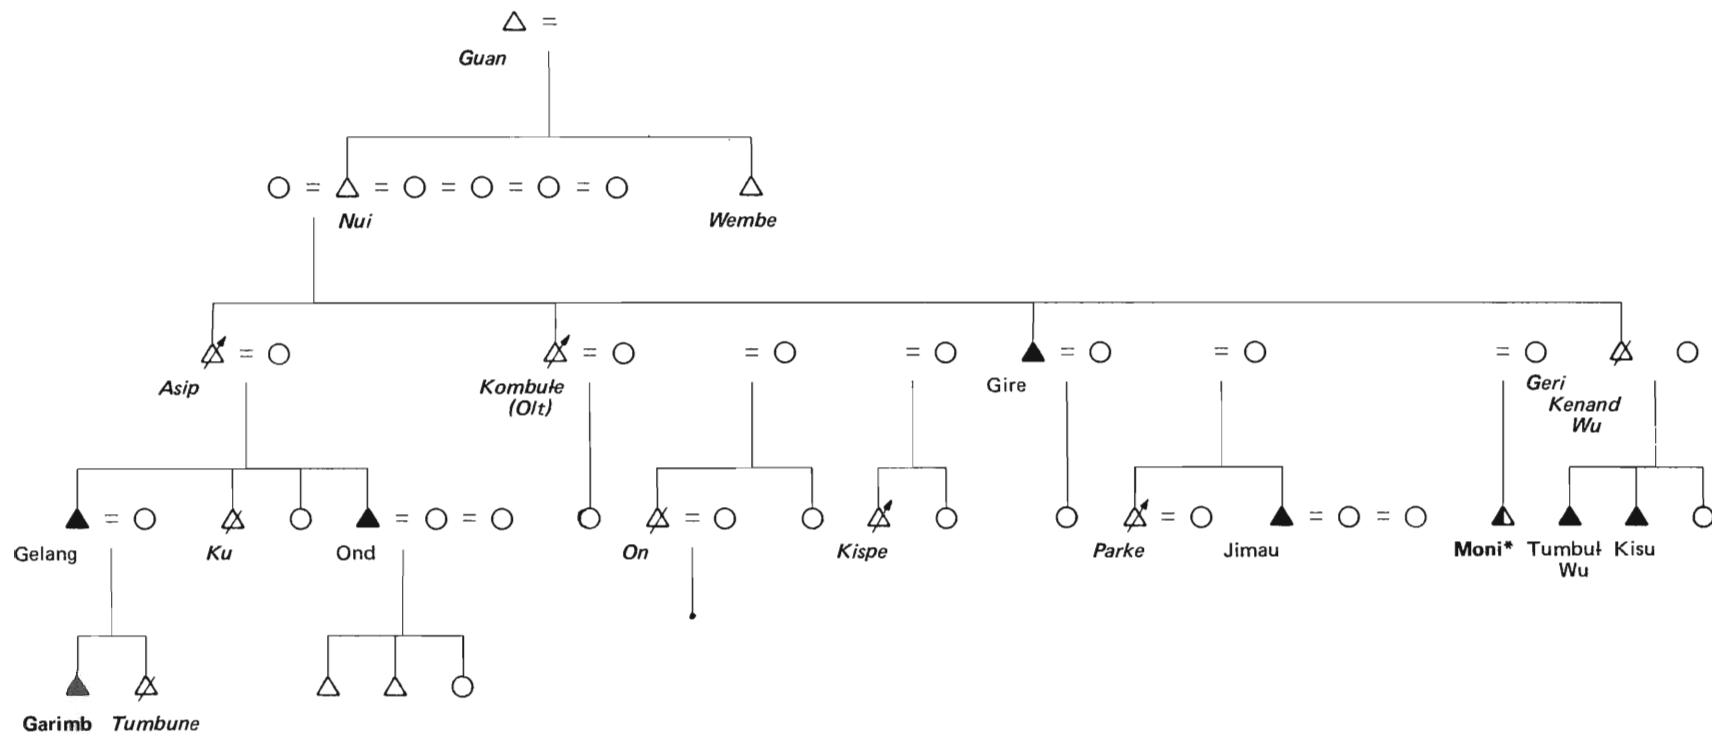 Guan
Nui Wembe
Asip Kombułe Gire Geri
(Olt) Kenand
Wu
Gelang Ku Ond On Kispe Parke Jimau Moni* Tumbuł Kisu
Wu
Garimb Tumbune